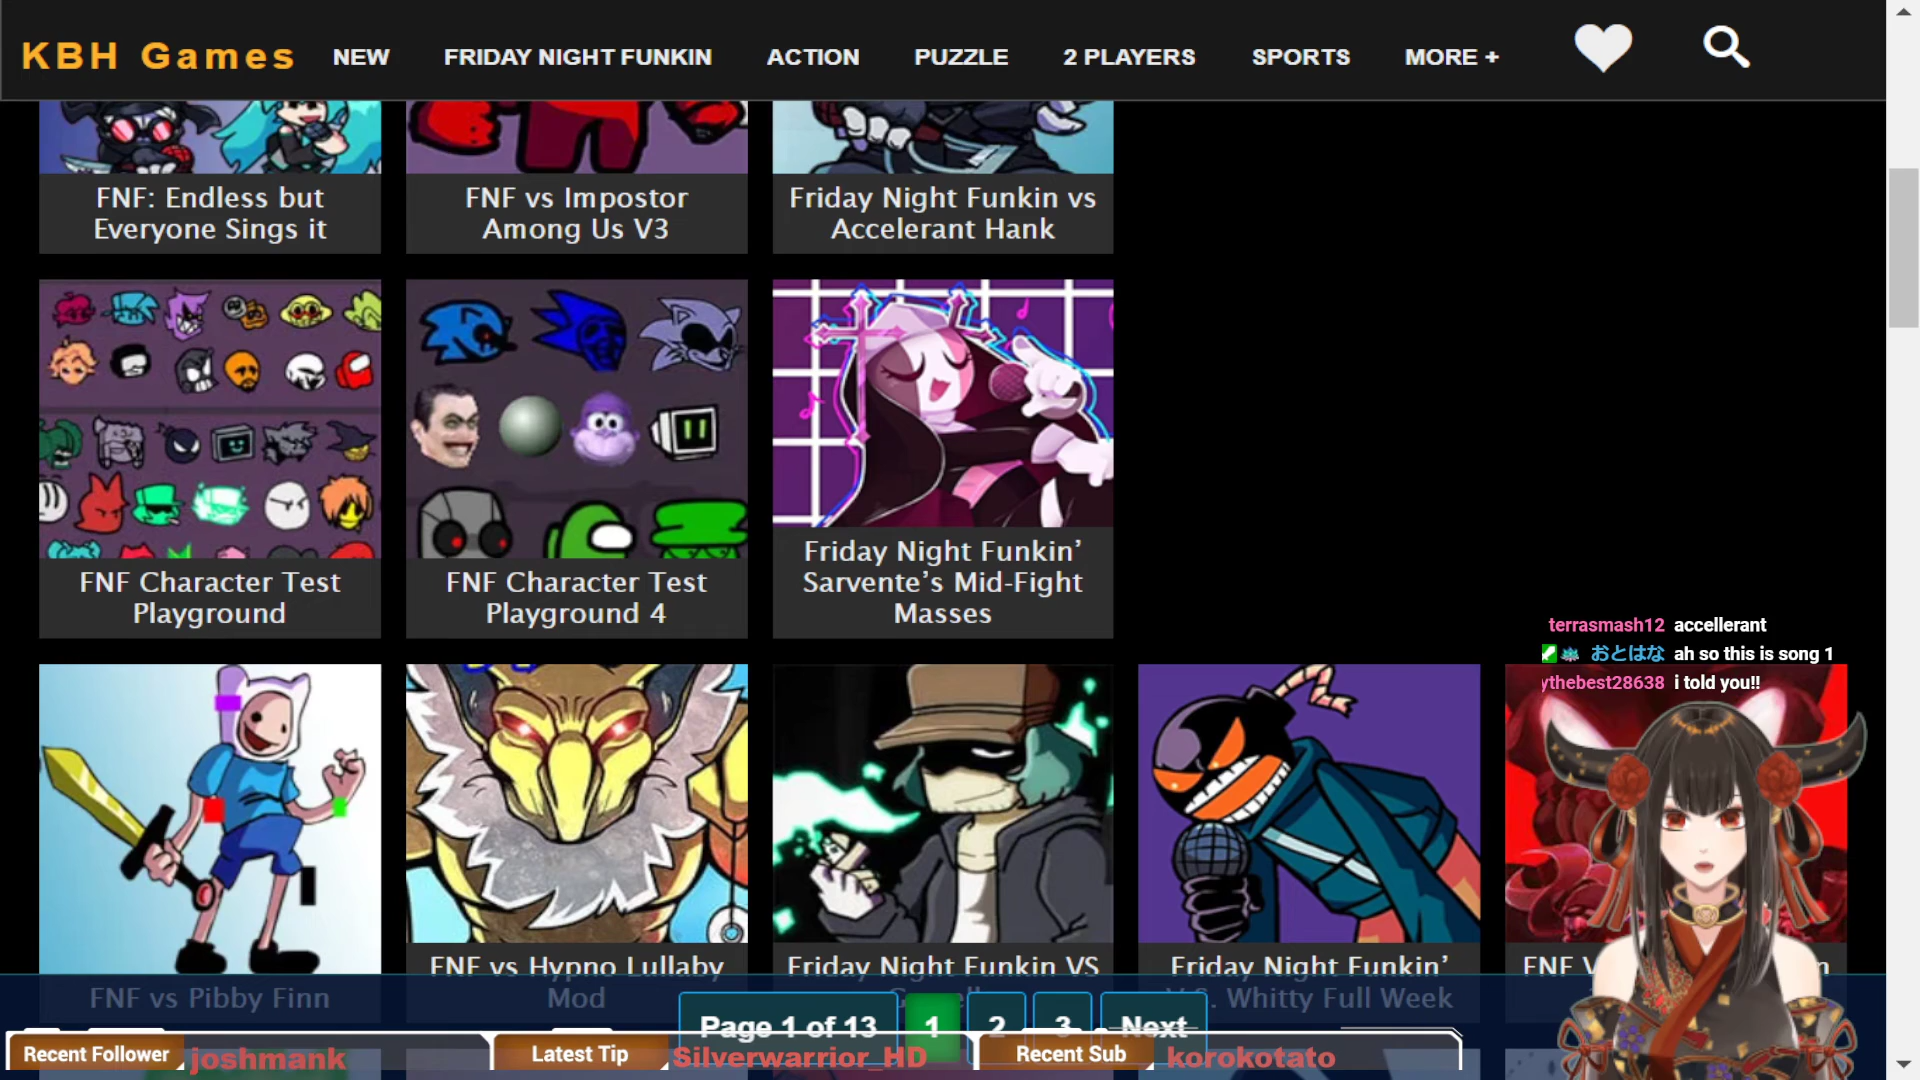 KBH Games
NEW
FRIDAY NIGHT FUNKIN
ACTION
PUZZLE
2 PLAYERS
SPORTS
MORE +
FNF: Endless but
Everyone Sings it
FNF vs Impostor
Among Us V3
Friday Night Funkin vs
Accelerant Hank
FNF Character Test
Playground
FNF Character Test
Playground 4
Friday Night Funkin’
Sarvente’s Mid-Fight
Masses
terrasmash12 accellerant
おとはな ah so this is song 1
ythebest28638 i told you!!
FNF vs Pibby Finn
FNF vs Hypno Lullaby
Mod
Friday Night Funkin VS
Friday Night Funkin’
. Whitty Full Week
FNF
Page 1 of 13
1
2
3
Next
Recent Follower
joshmank
Latest Tip
Silverwarrior_HD
Recent Sub
korokotato